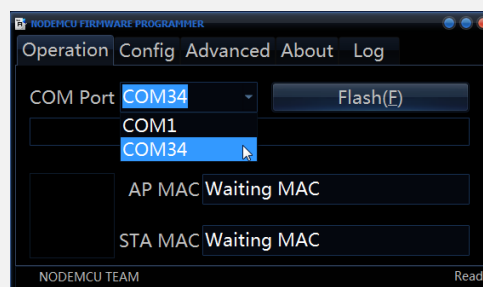 NODEMCU FIRMWARE PROGRAMMER
Operation Config Advanced About Log
COM Port COM34 Flash(F)
COM1
COM34
AP MAC Waiting MAC
STA MAC Waiting MAC
NODEMCU TEAM Read